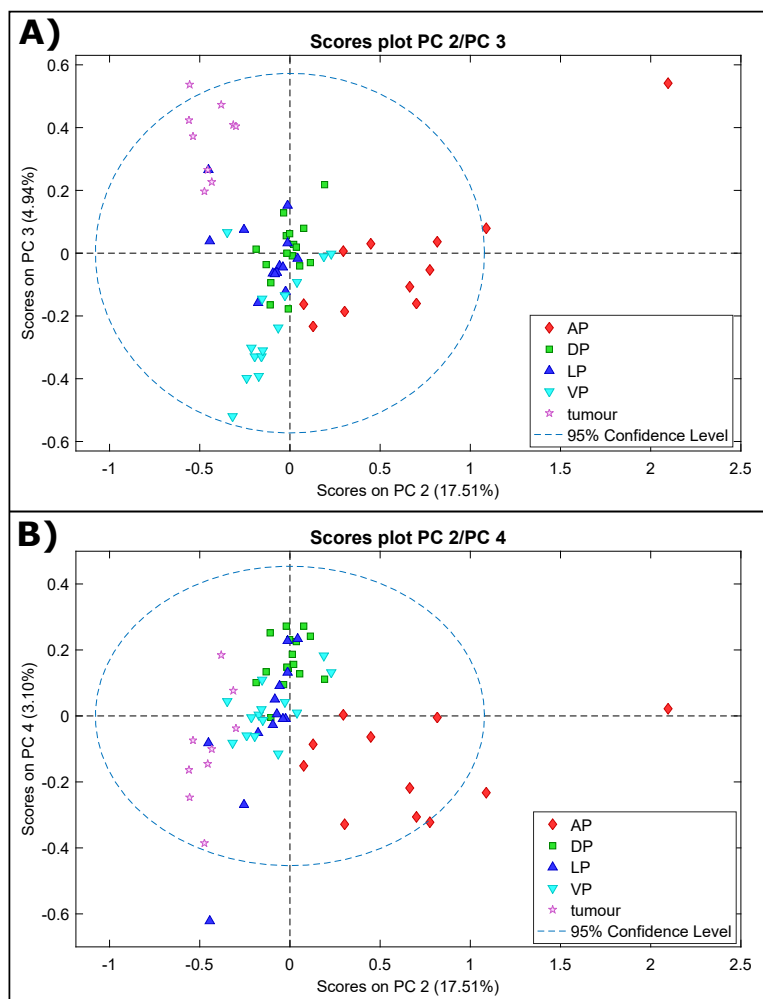 A)
Scores plot PC 2/PC 3
0.6
0.4
0.2
0
-0.2
-0.4
-0.6
Scores on PC 3 (4.94%)
AP
DP
LP
VP
tumour
95% Confidence Level
-1 -0.5 0 0.5 1 1.5 2 2.5
Scores on PC 2 (17.51%)
B)
Scores plot PC 2/PC 4
0.4
0.2
0
-0.2
-0.4
-0.6
Scores on PC 4 (3.10%)
AP
DP
LP
VP
tumour
95% Confidence Level
-1 -0.5 0 0.5 1 1.5 2 2.5
Scores on PC 2 (17.51%)